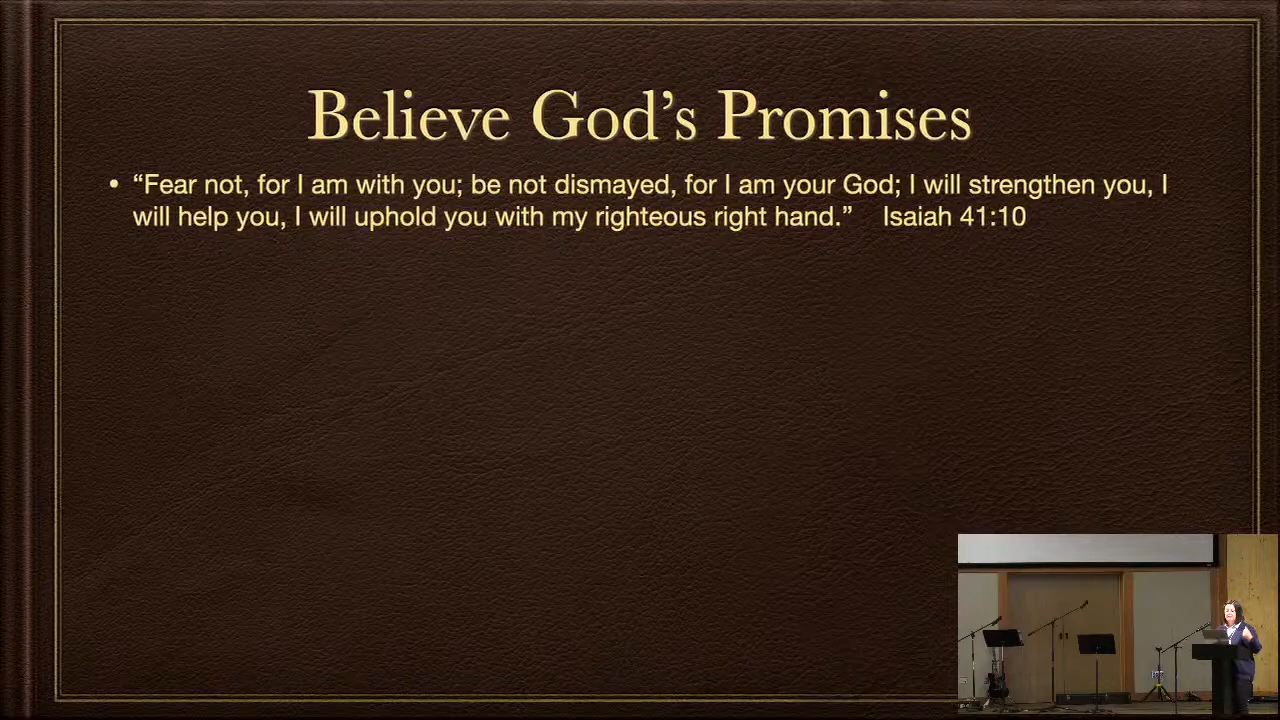 Believe God’s Promises
• “Fear not, for I am with you; be not dismayed, for I am your God; I will strengthen you, I
will help you, I will uphold you with my righteous right hand.”    Isaiah 41:10